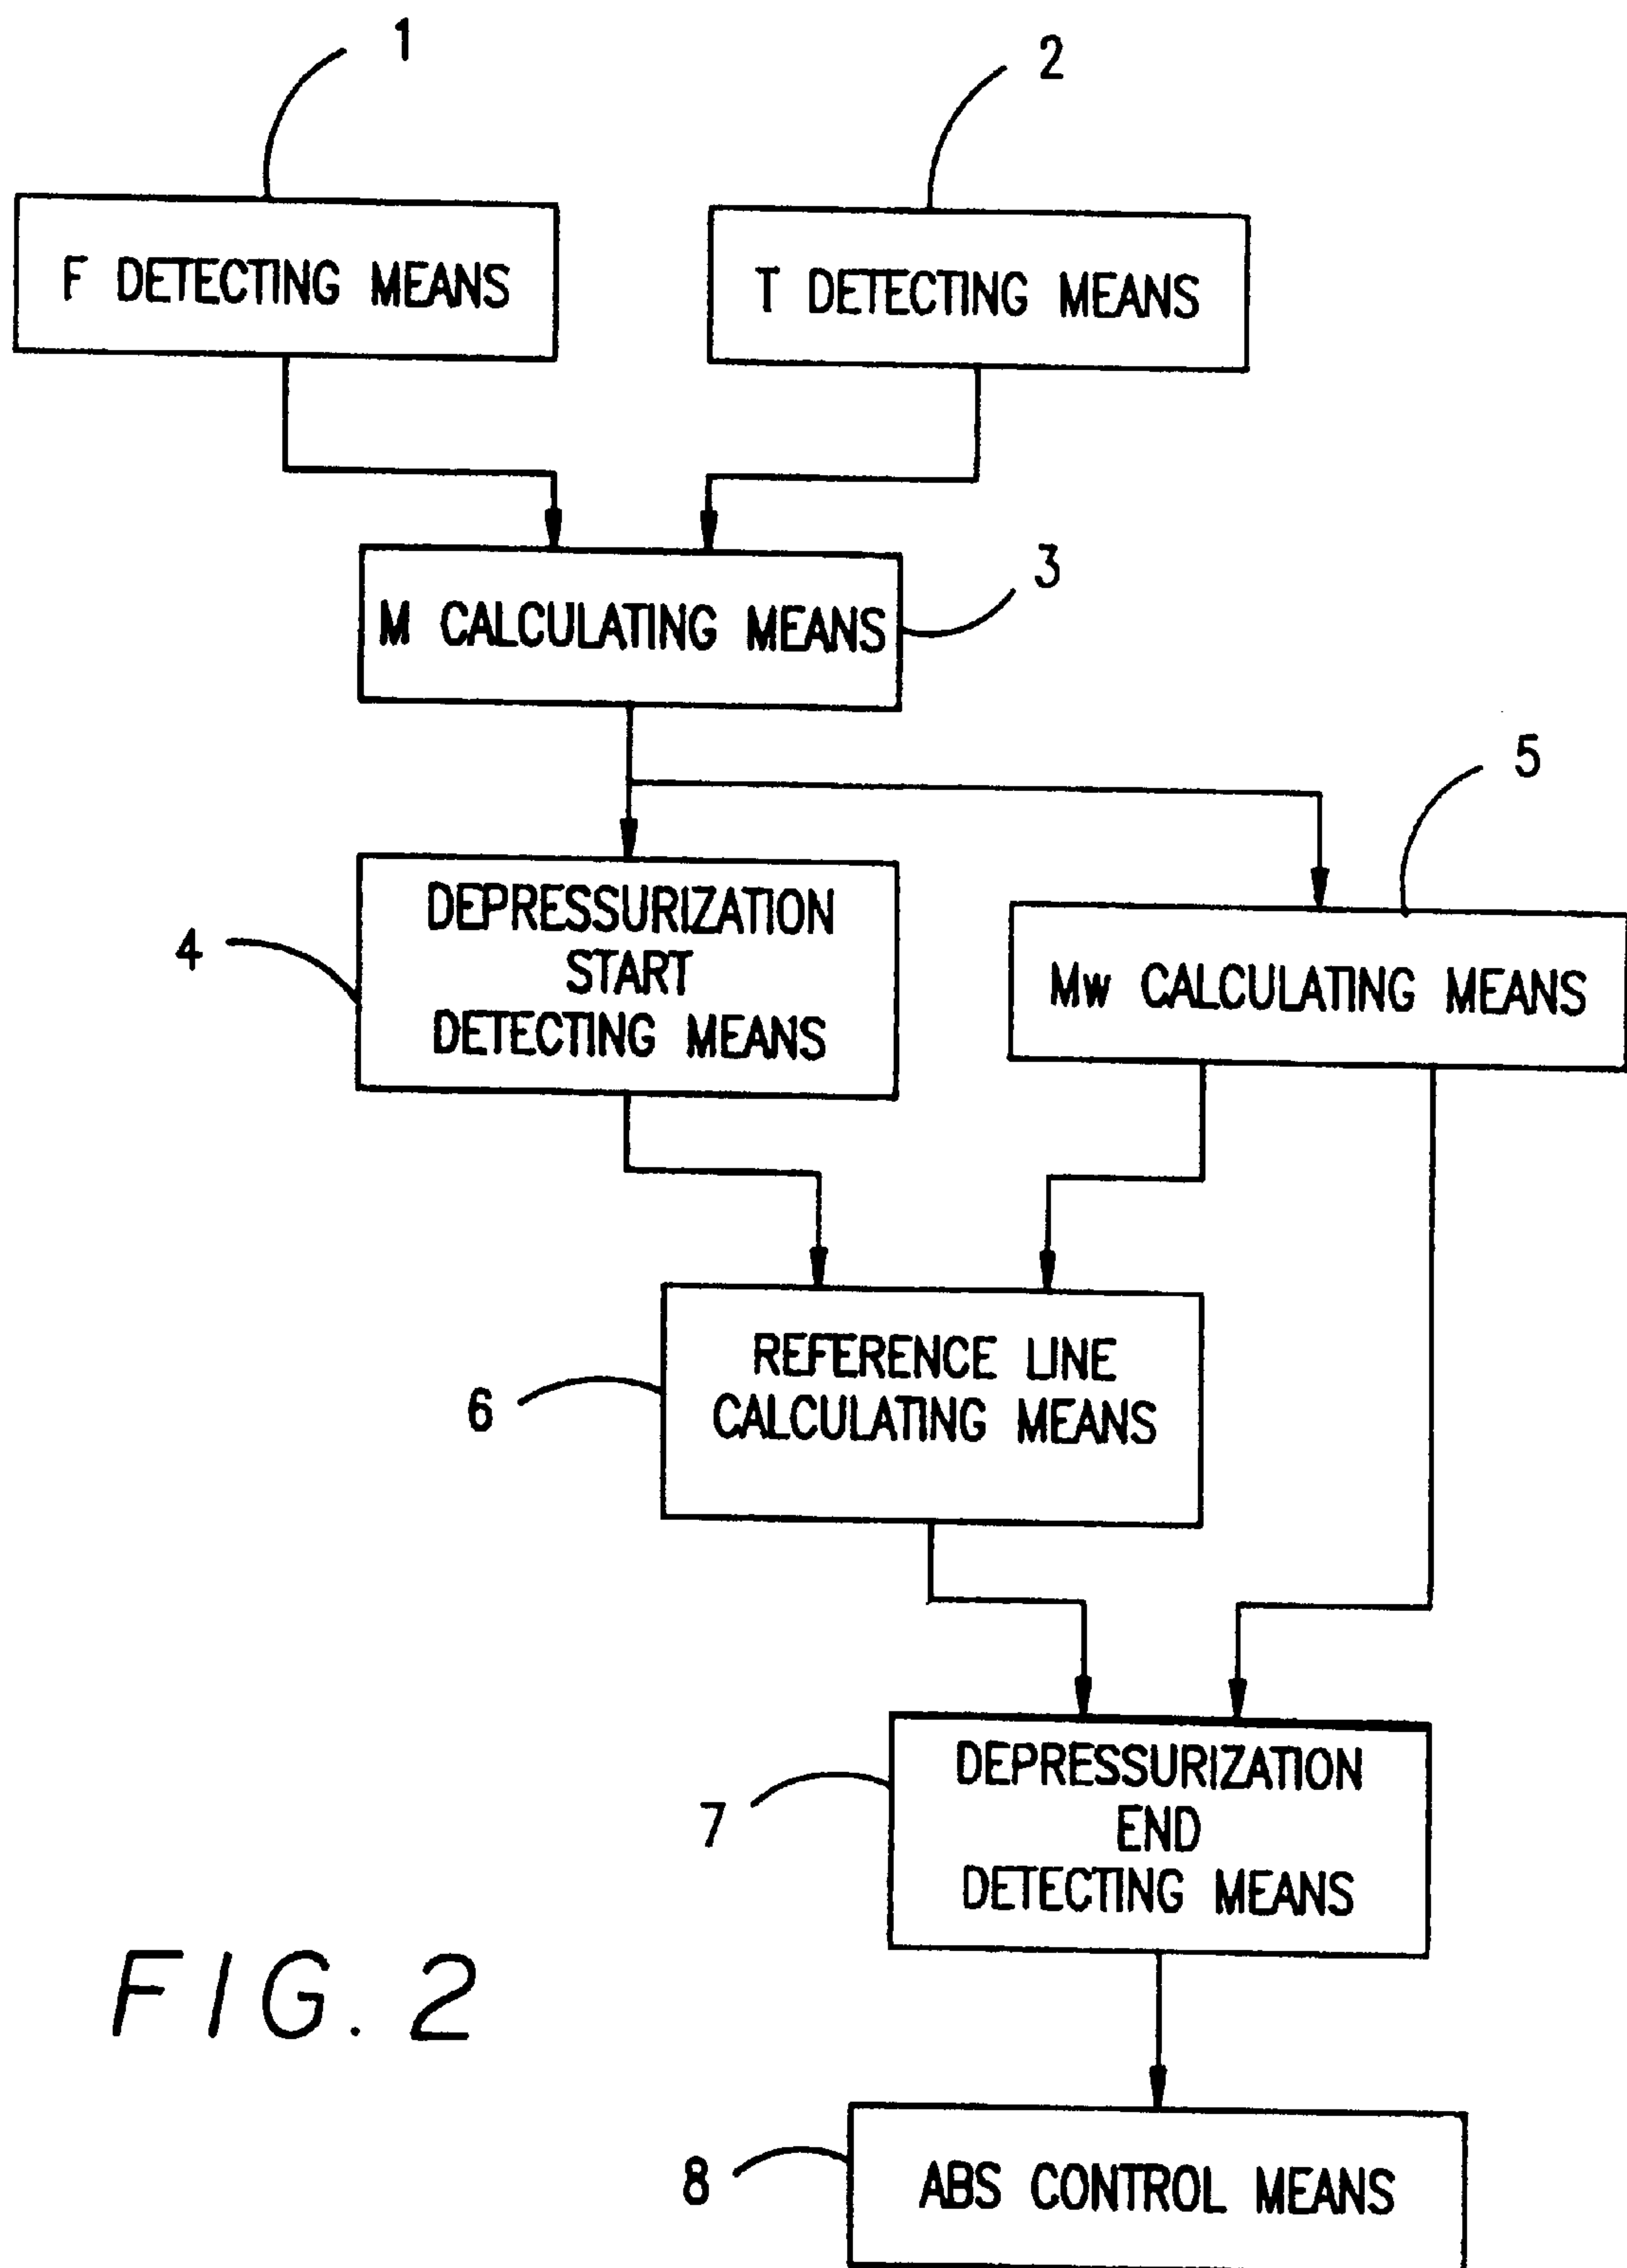 1
2
F DETECTING MEANS
T DETECTING MEANS
3
M CALCULATING MEANS
5
4
DEPRESSURIZATION
START
DETECTING MEANS
Mw CALCULATING MEANS
6
REFERENCE LINE
CALCULATING MEANS
7
DEPRESSURIZATION
END
DETECTING MEANS
FIG. 2
8
ABS CONTROL MEANS